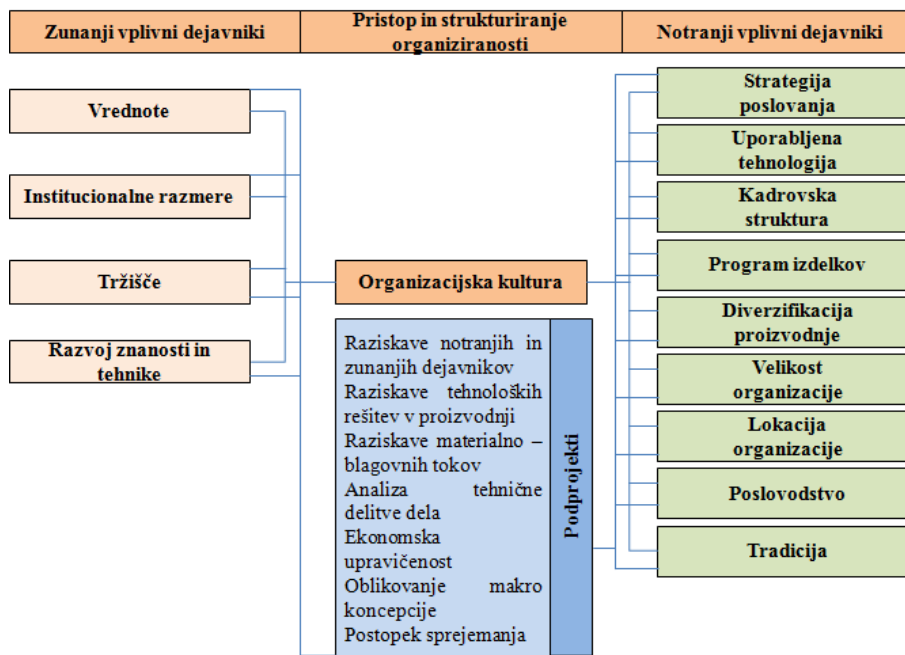 Zunanji vplivni dejavniki
Pristop in strukturiranje
organiziranosti
Notranji vplivni dejavniki
Vrednote
Institucionalne razmere
Tržišče
Razvoj znanosti in
tehnike
Organizacijska kultura
Raziskave notranjih in
zunanjih dejavnikov
Raziskave tehnoloških
rešitev v proizvodnji
Raziskave materialno –
blagovnih tokov
Analiza tehnične
delitve dela
Ekonomska
upravičenost
Oblikovanje makro
koncepcije
Postopek sprejemanja
Podprojekti
Strategija
poslovanja
Uporabljena
tehnologija
Kadrovska
struktura
Program izdelkov
Diverzifikacija
proizvodnje
Velikost
organizacije
Lokacija
organizacije
Poslovodstvo
Tradicija